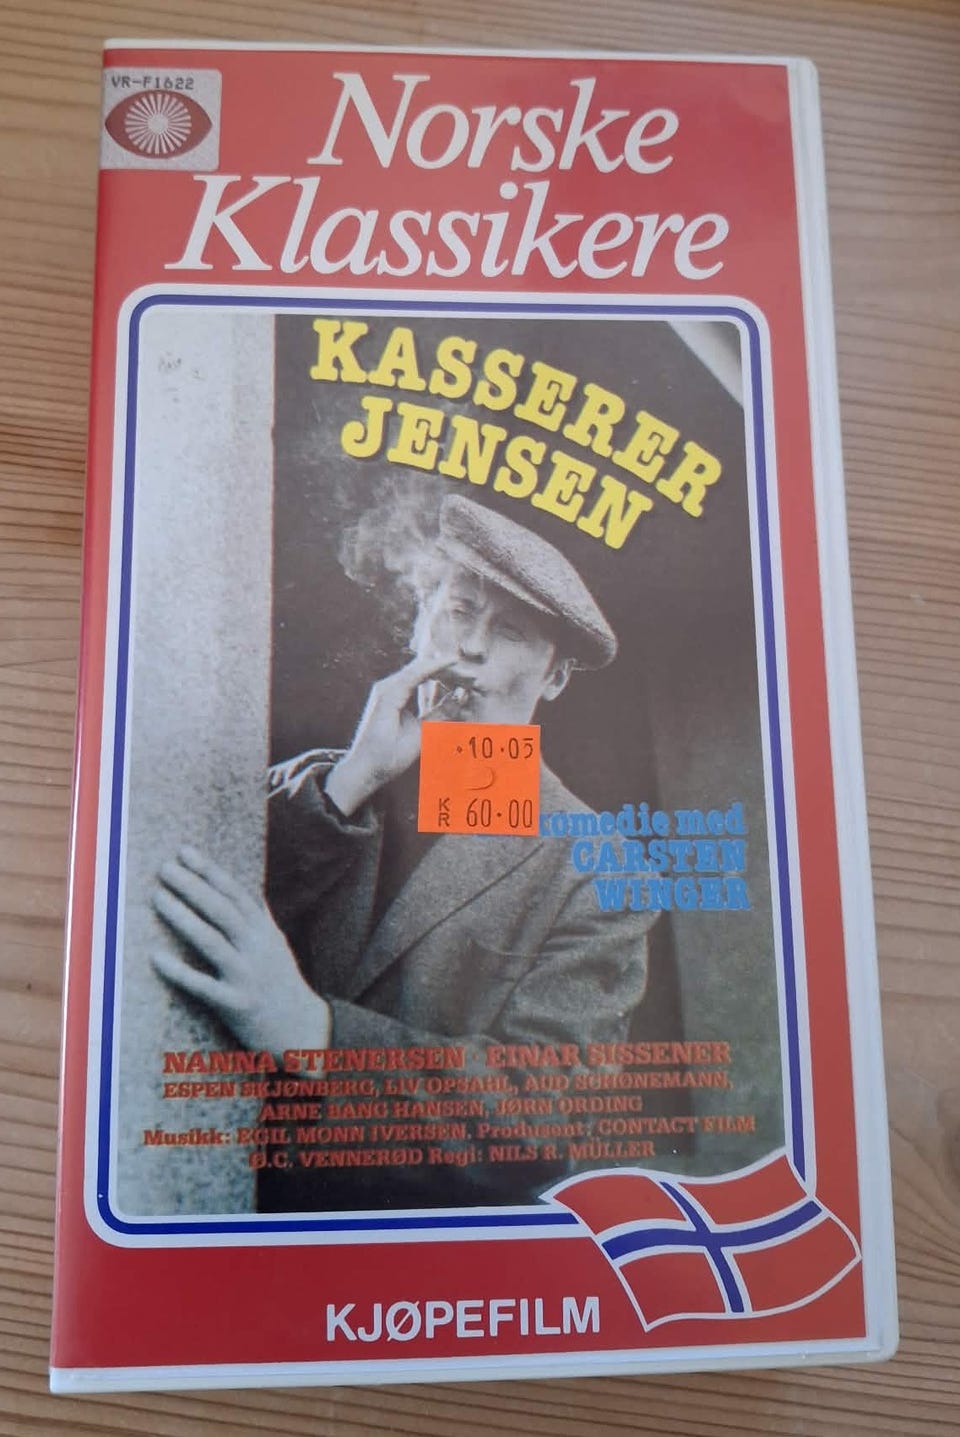 VR-F1622
Norske
Klassikere
KASSERER
JENSEN
10.05
KR 60.00
med
CARSTEN
WINGER
NANNA STENERSEN · EINAR SISSENER
ESPEN SKJØNBERG, LIV OPSAHL, AUD SCHØNEMANN,
ARNE BANG HANSEN, JØRN ORDING
Musikk: EGIL MONN IVERSEN. Produsent: CONTACT FILM
Ø.C. VENNERØD Regi: NILS R. MÜLLER
KJØPEFILM